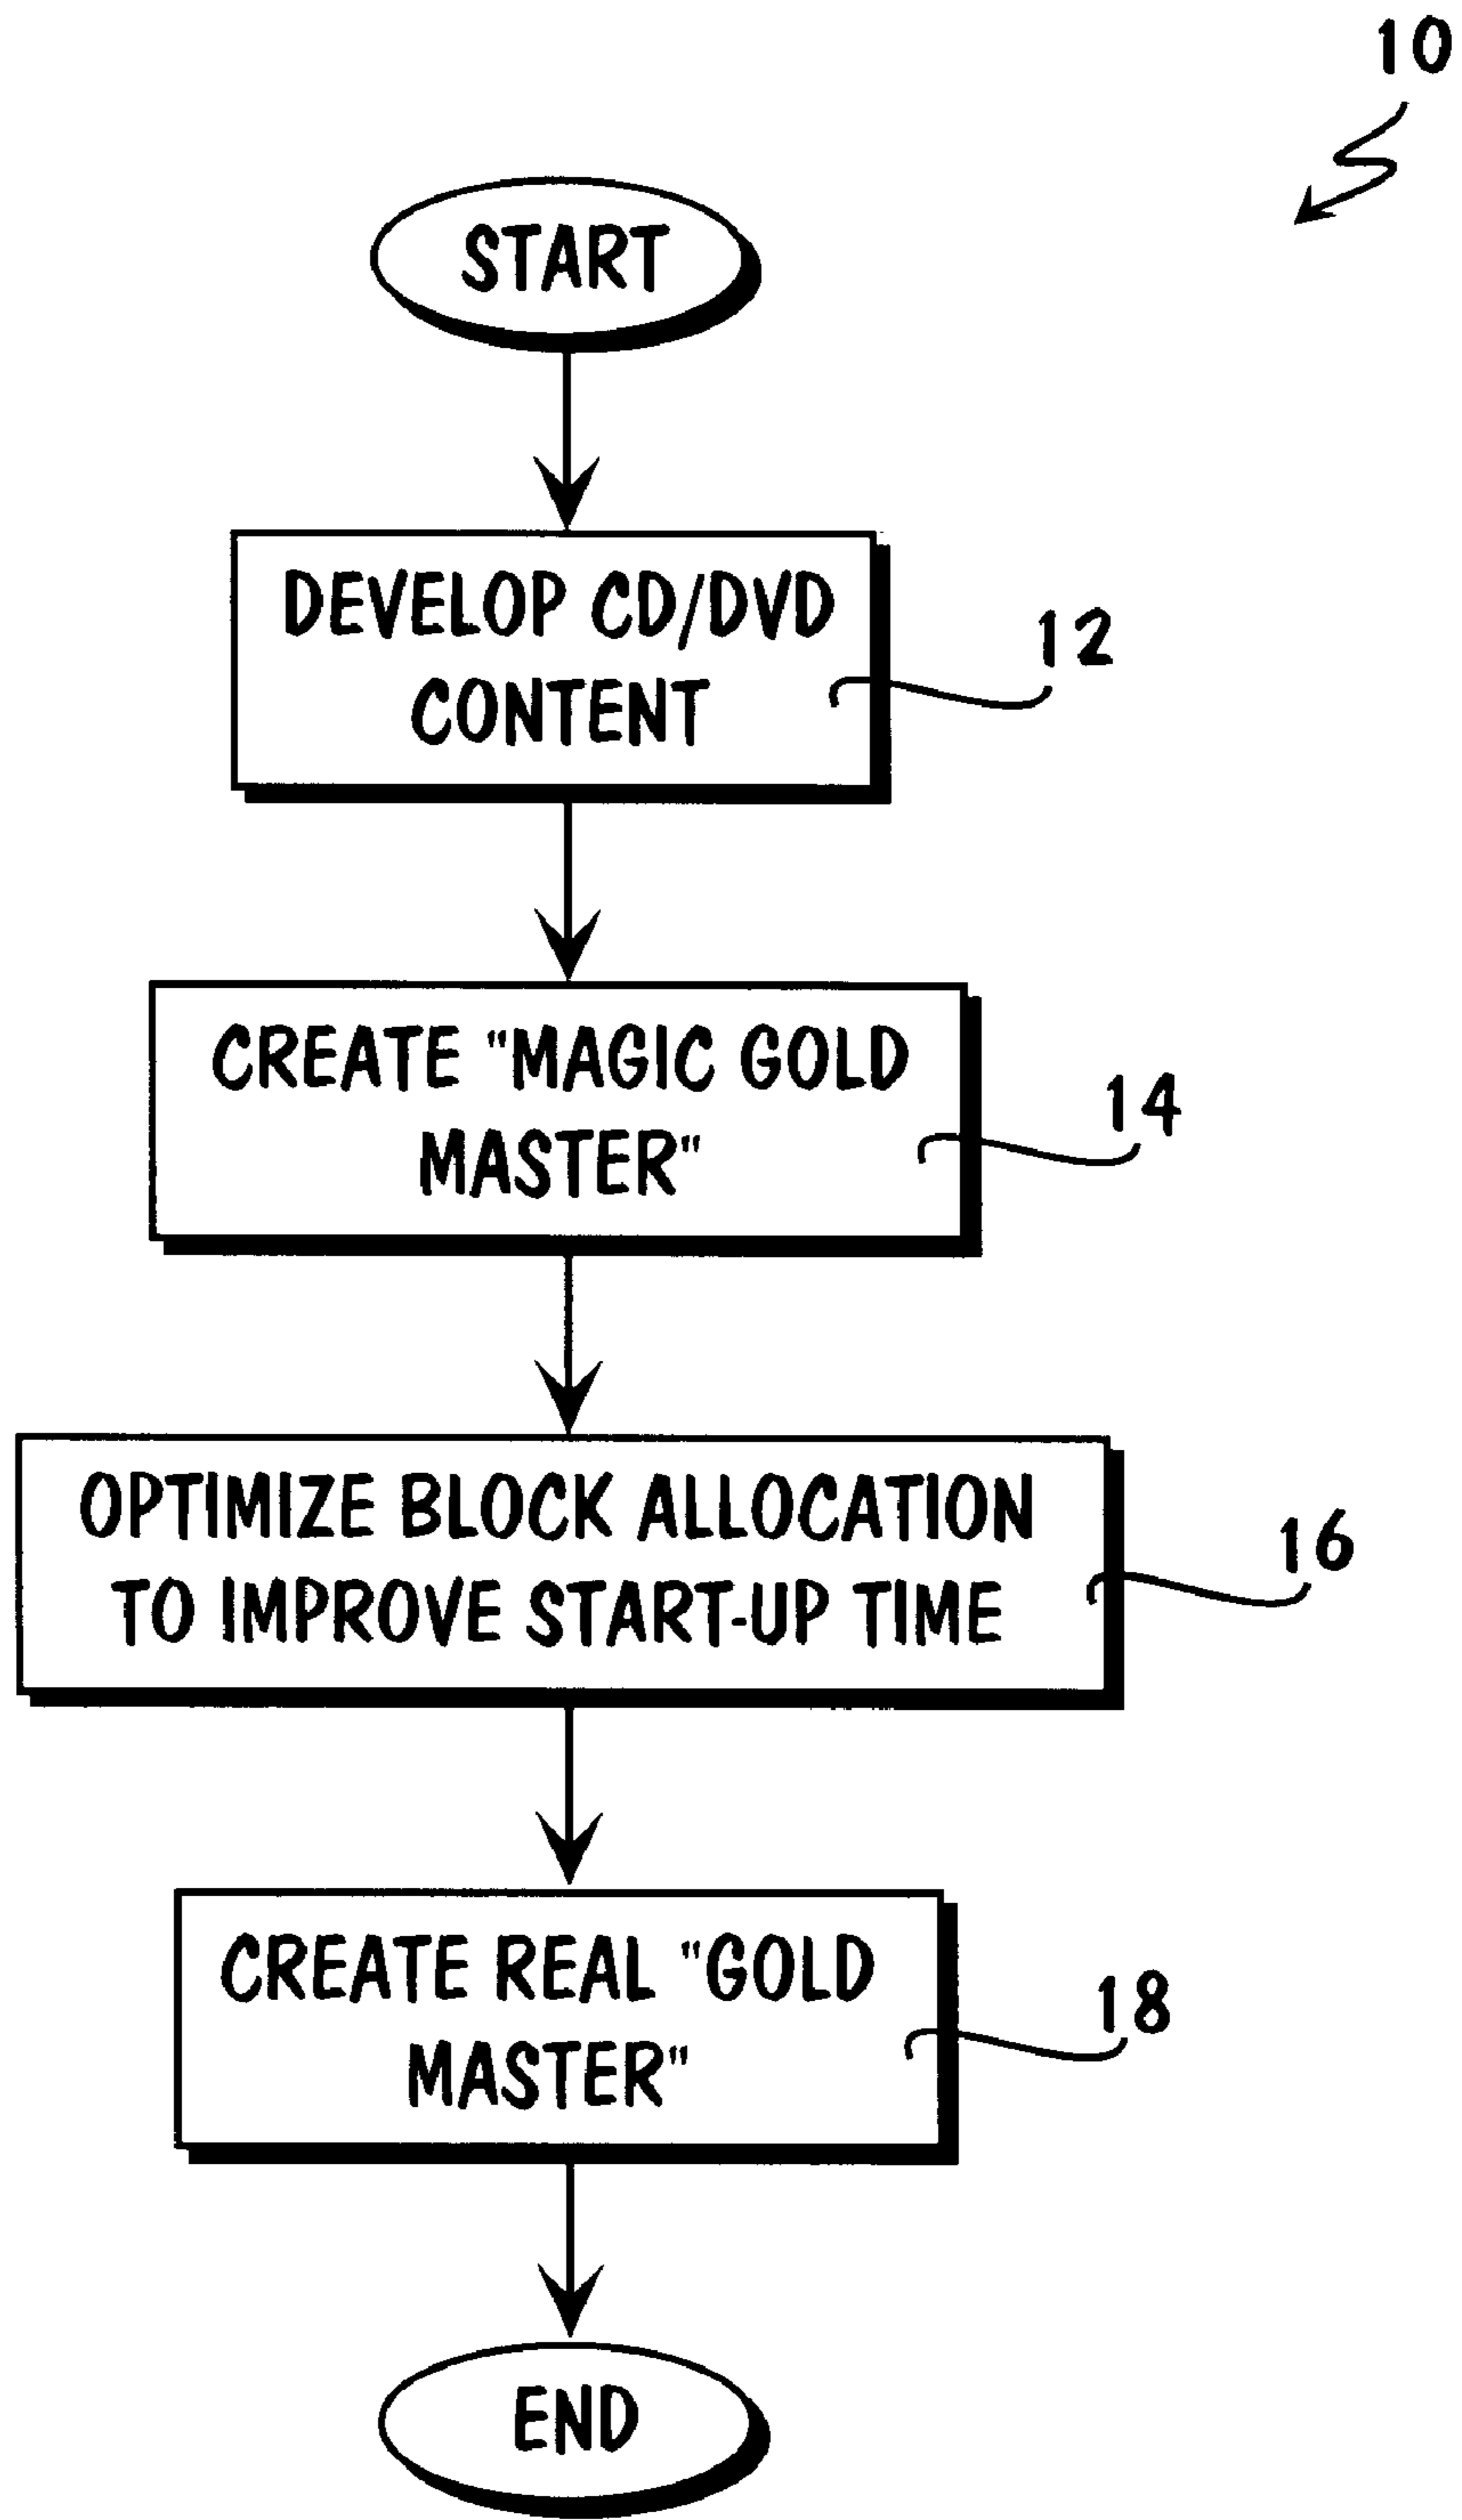 10
START
DEVELOP CD/DVD
CONTENT
12
CREATE "MAGIC GOLD
MASTER"
14
OPTIMIZE BLOCK ALLOCATION
TO IMPROVE START-UP TIME
16
CREATE REAL "GOLD
MASTER"
18
END